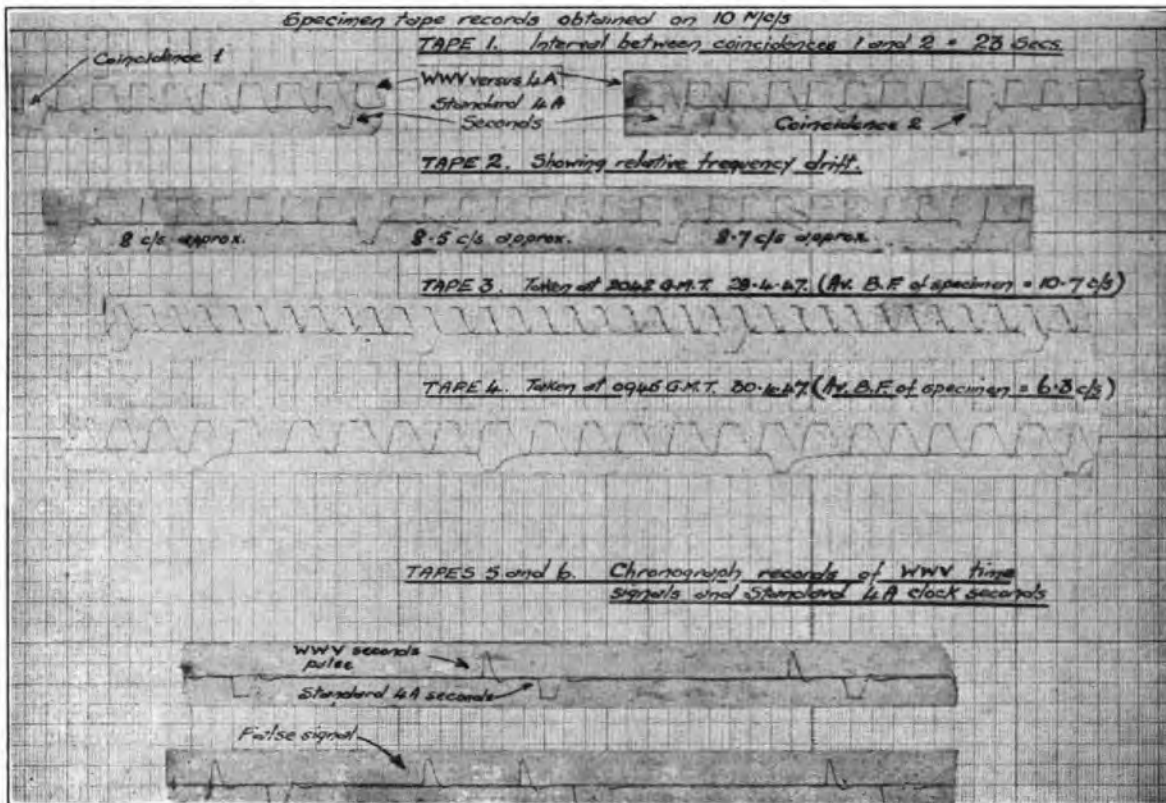 Specimen tape records obtained on 10 M/c/s
TAPE 1. Interval between coincidences 1 and 2 = 23 Secs.
Coincidence 1
WWV versus 4A
Standard 4A
Seconds
Coincidence 2
TAPE 2. Showing relative frequency drift.
8 c/s approx.
8.5 c/s approx.
8.7 c/s approx.
TAPE 3. Taken at 2042 G.M.T. 29.4.47. (Av. B.F. of specimen = 10.7 c/s)
TAPE 4. Taken at 0945 G.M.T. 30.4.47. (Av. B.F. of specimen = 6.3 c/s)
TAPES 5 and 6. Chronograph records of WWV time
signals and Standard 4A clock seconds
WWV seconds
pulse
Standard 4A seconds
False signal